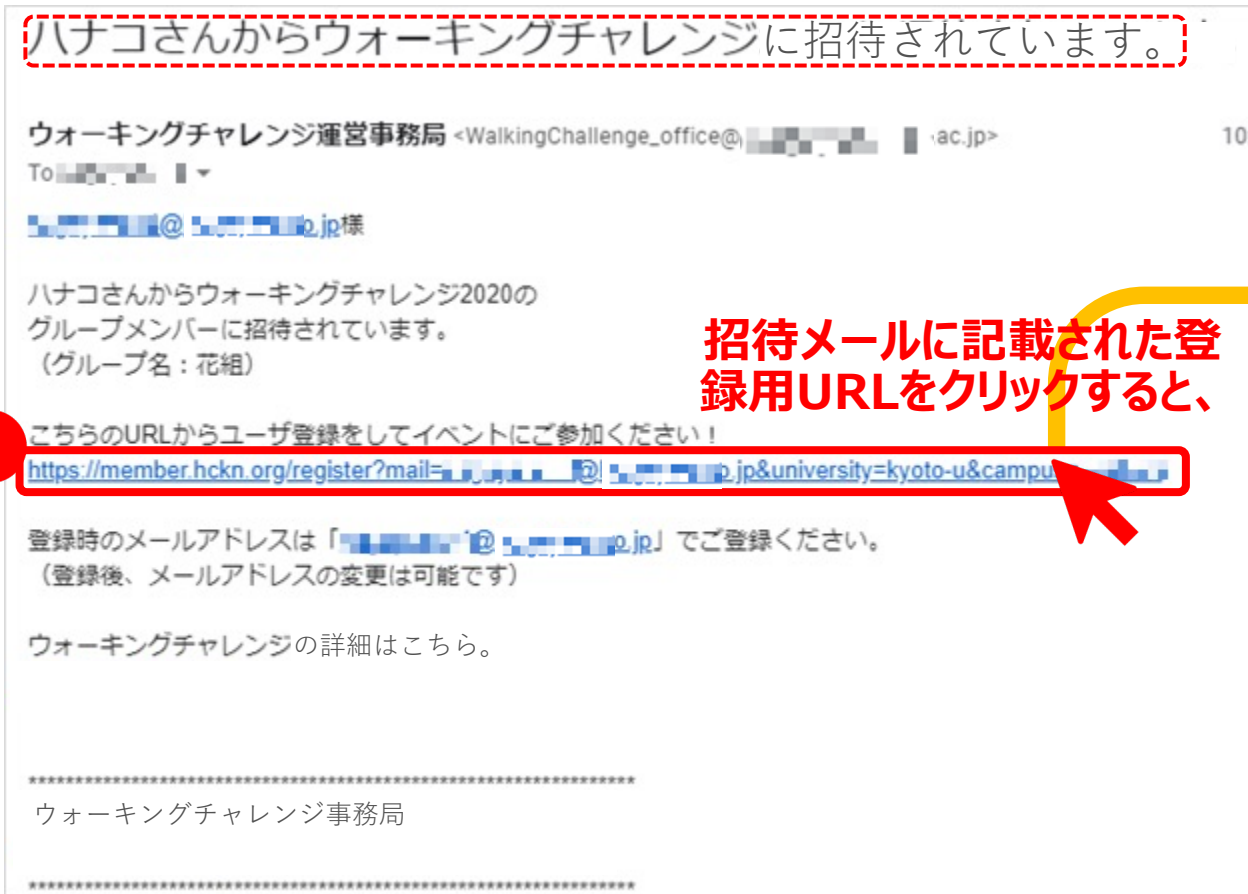 ハナコさんからウォーキングチャレンジに招待されています。
ウォーキングチャレンジ運営事務局 <WalkingChallenge_office@ ac.jp>
10
To
@ .jp様
ハナコさんからウォーキングチャレンジ2020の
グループメンバーに招待されています。
（グループ名：花組）
招待メールに記載された登
録用URLをクリックすると、
こちらのURLからユーザ登録をしてイベントにご参加ください！
https://member.hckn.org/register?mail= @ .jp&university=kyoto-u&campu
登録時のメールアドレスは「 @ .jp」でご登録ください。
（登録後、メールアドレスの変更は可能です）
ウォーキングチャレンジの詳細はこちら。
******************************************************************
ウォーキングチャレンジ事務局
******************************************************************